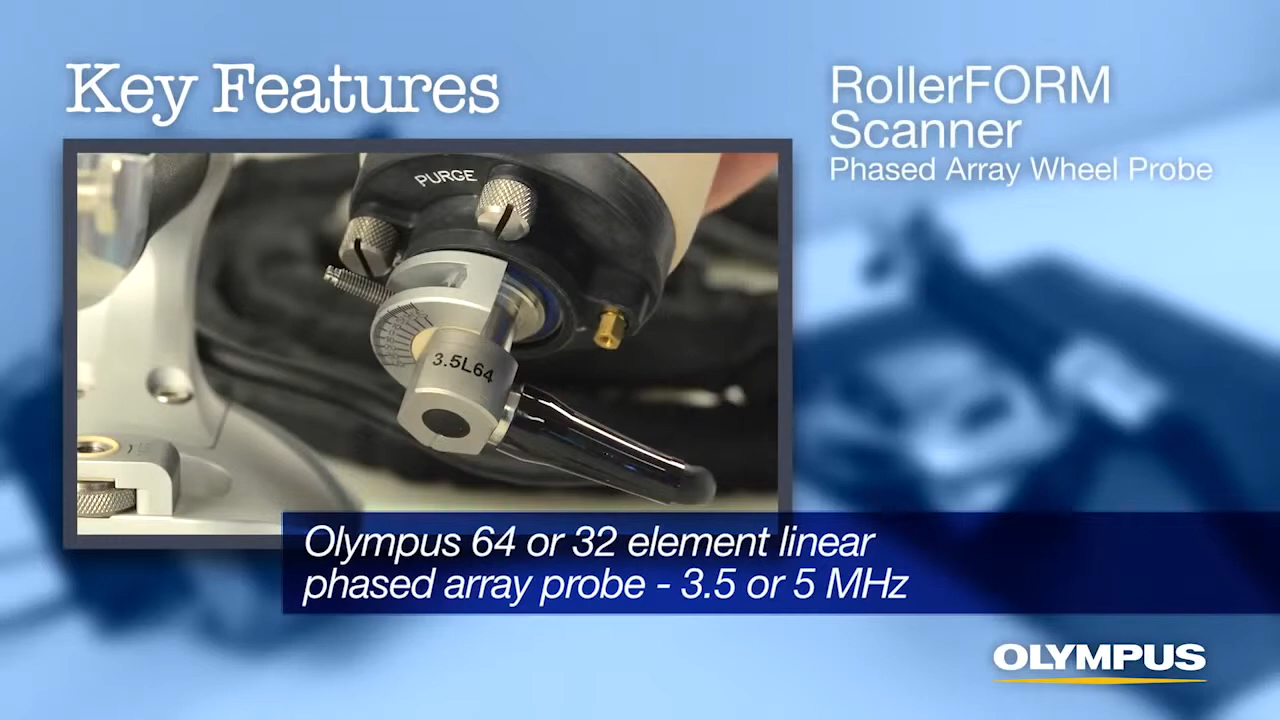 Key Features
RollerFORM
Scanner
Phased Array Wheel Probe
PURGE
3.5L64
Olympus 64 or 32 element linear
phased array probe - 3.5 or 5 MHz
OLYMPUS